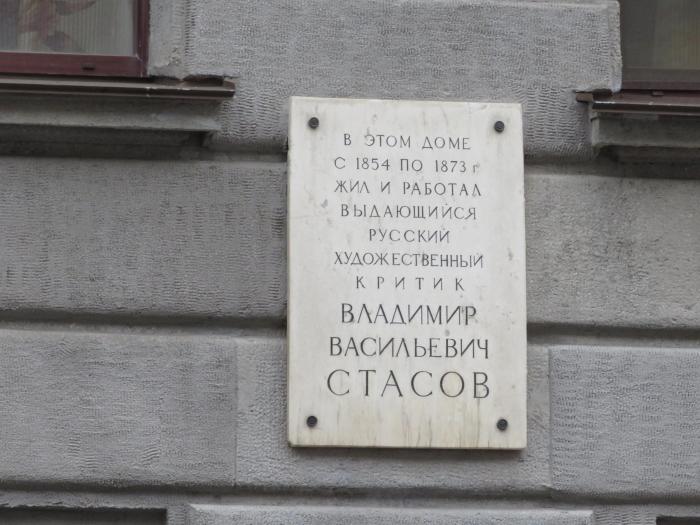 В ЭТОМ ДОМЕ
С 1854 ПО 1873 г
ЖИЛ И РАБОТАЛ
ВЫДАЮЩИЙСЯ
РУССКИЙ
ХУДОЖЕСТВЕННЫЙ
КРИТИК
ВЛАДИМИР
ВАСИЛЬЕВИЧ
СТАСОВ